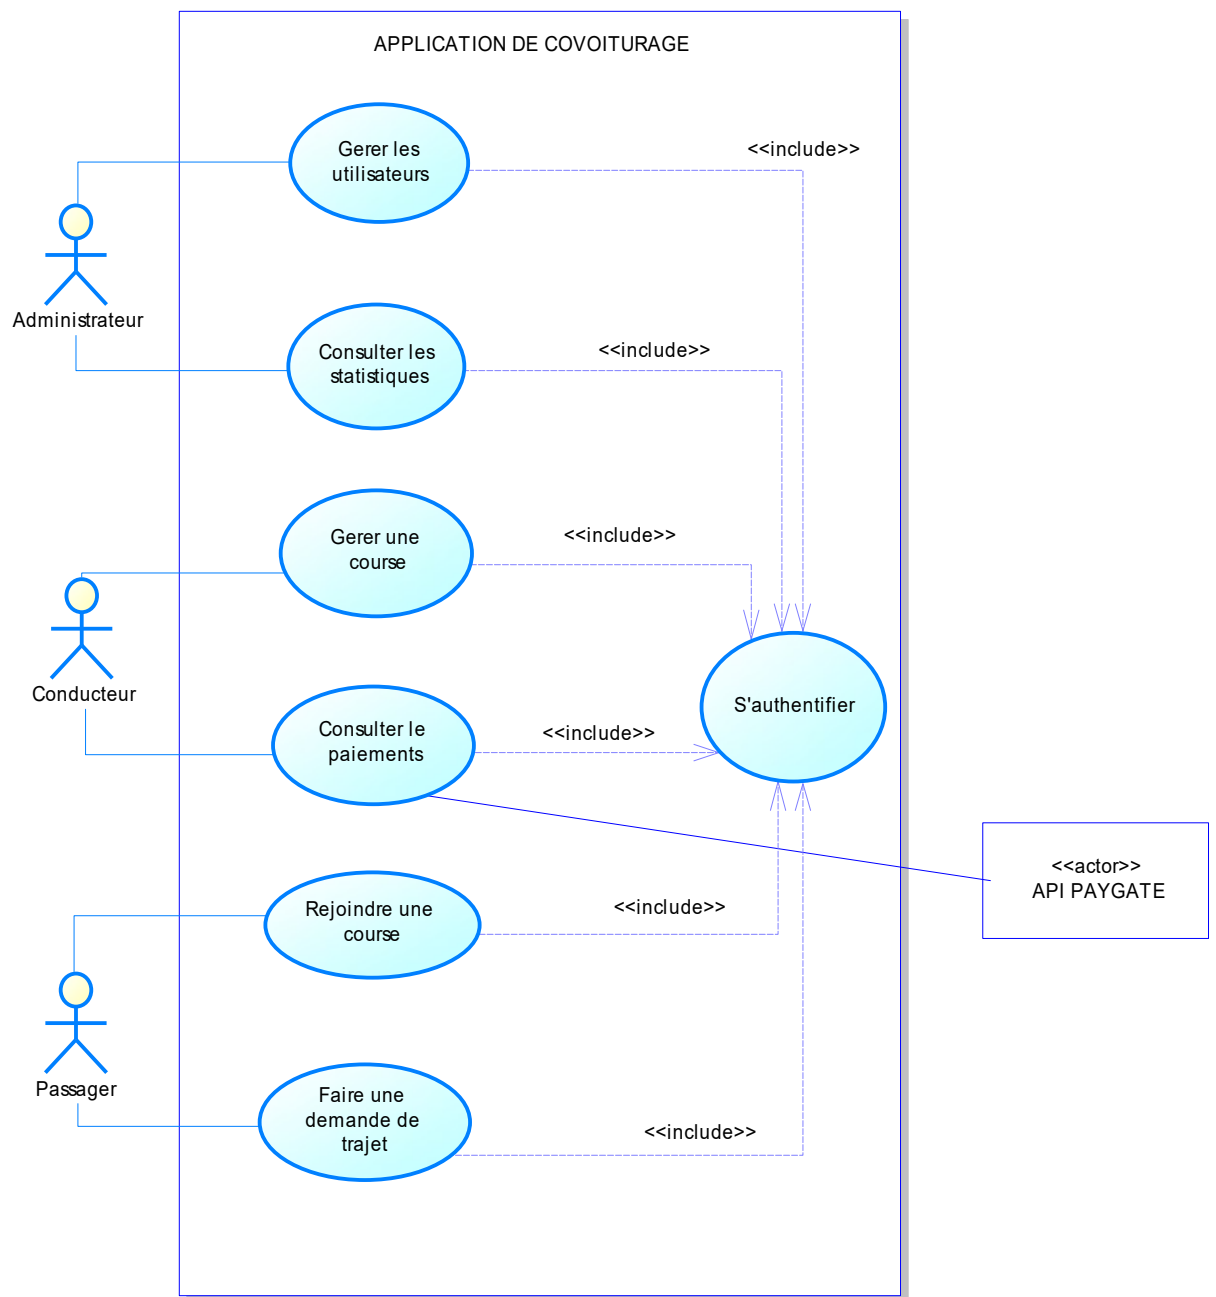 APPLICATION DE COVOITURAGE
Gerer les
utilisateurs
<<include>>
Administrateur
Consulter les
statistiques
<<include>>
Gerer une
course
<<include>>
Conducteur
S'authentifier
Consulter le
paiements
<<include>>
<<actor>>
API PAYGATE
Rejoindre une
course
<<include>>
Passager
Faire une
demande de
trajet
<<include>>